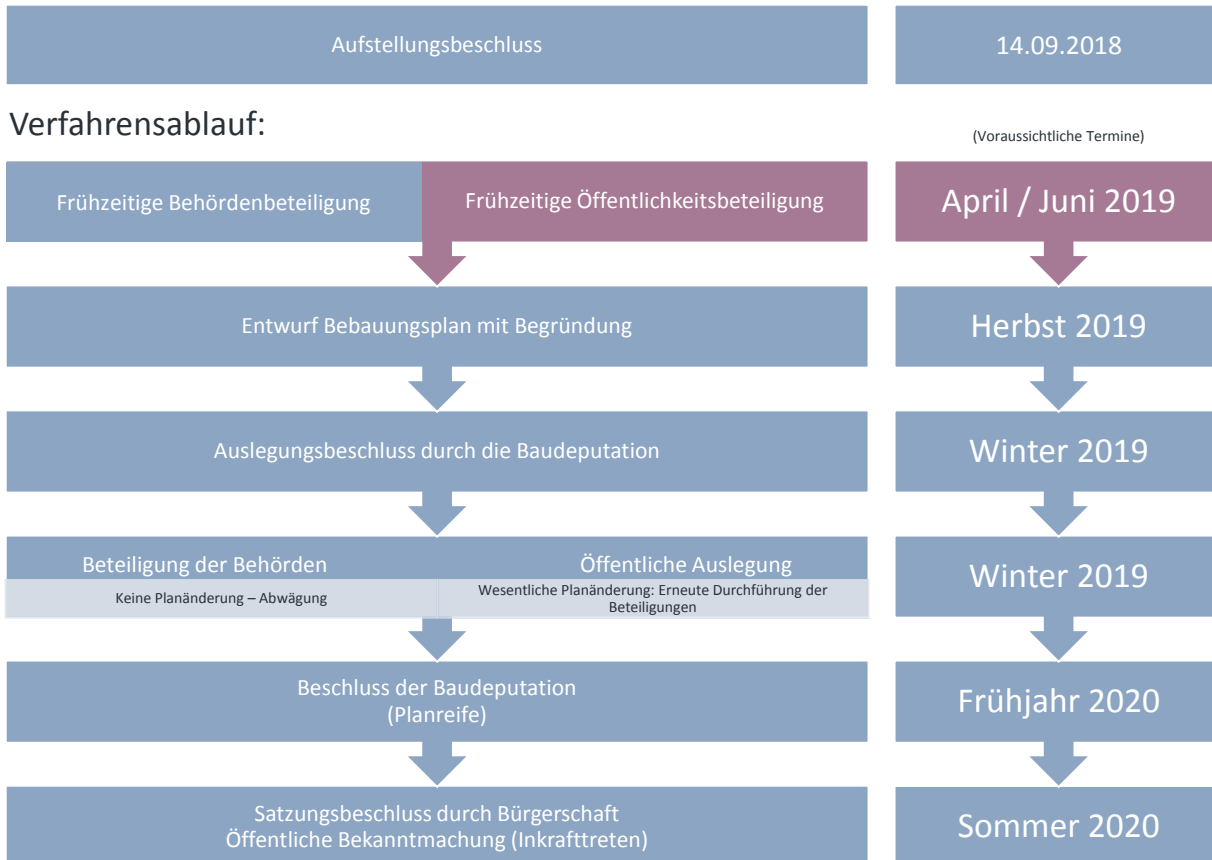 Aufstellungsbeschluss
14.09.2018
Verfahrensablauf:
(Voraussichtliche Termine)
Frühzeitige Behördenbeteiligung
Frühzeitige Öffentlichkeitsbeteiligung
April / Juni 2019
Entwurf Bebauungsplan mit Begründung
Herbst 2019
Auslegungsbeschluss durch die Baudeputation
Winter 2019
Beteiligung der Behörden
Öffentliche Auslegung
Keine Planänderung – Abwägung
Wesentliche Planänderung: Erneute Durchführung der
Beteiligungen
Winter 2019
Beschluss der Baudeputation
(Planreife)
Frühjahr 2020
Satzungsbeschluss durch Bürgerschaft
Öffentliche Bekanntmachung (Inkrafttreten)
Sommer 2020